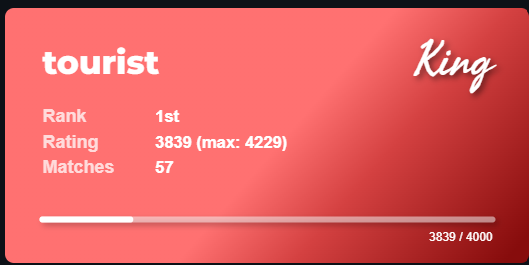 tourist
King
Rank 1st
Rating 3839 (max: 4229)
Matches 57
3839 / 4000